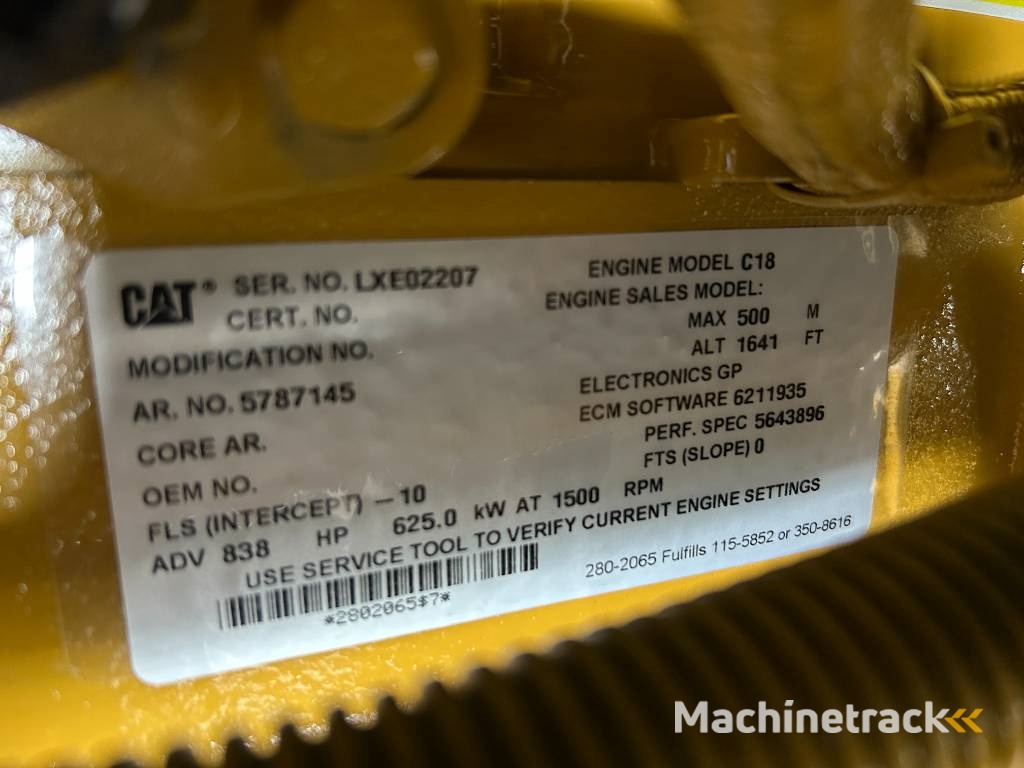 CAT® SER. NO. LXE02207
CERT. NO.
MODIFICATION NO.
AR. NO. 5787145
CORE AR.
OEM NO.
FLS (INTERCEPT) -10
ADV 838 HP 625.0 kW AT 1500 RPM
ENGINE MODEL C18
ENGINE SALES MODEL:
MAX 500 M
ALT 1641 FT
ELECTRONICS GP
ECM SOFTWARE 6211935
PERF. SPEC 5643896
FTS (SLOPE) 0
USE SERVICE TOOL TO VERIFY CURRENT ENGINE SETTINGS
*2802065$7*
280-2065 Fulfills 115-5852 or 350-8616
Machinetrack